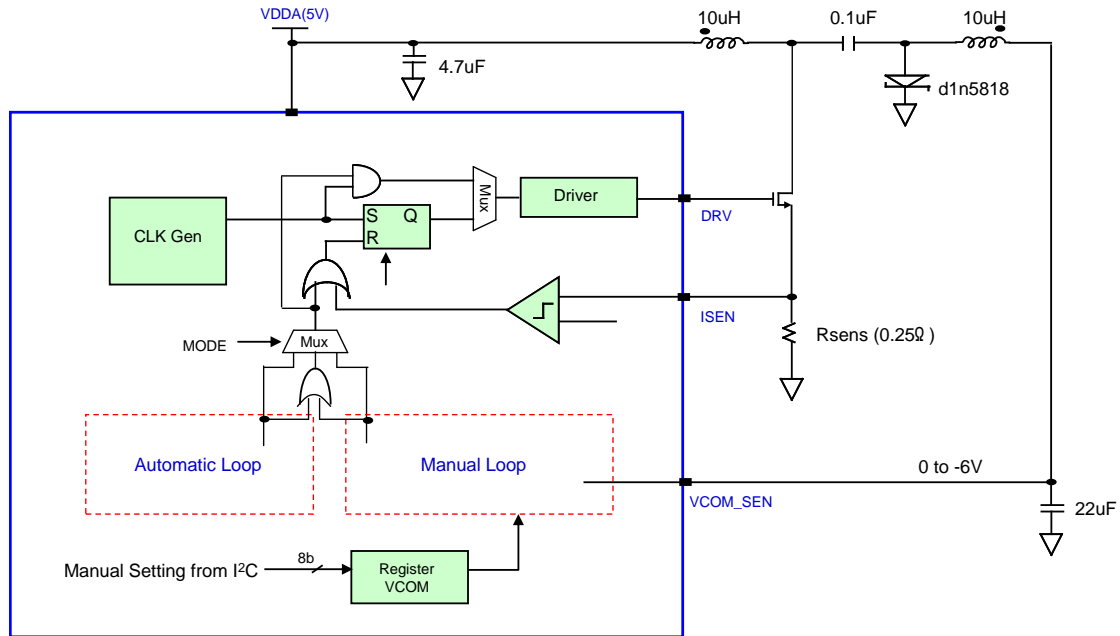 VDDA(5V)
10uH
0.1uF
10uH
4.7uF
d1n5818
CLK Gen
S Q
R
Mux
Driver
DRV
ISEN
Rsens (0.25Ω )
MODE
Mux
Automatic Loop
Manual Loop
0 to -6V
VCOM_SEN
22uF
Manual Setting from I²C
8b
Register
VCOM